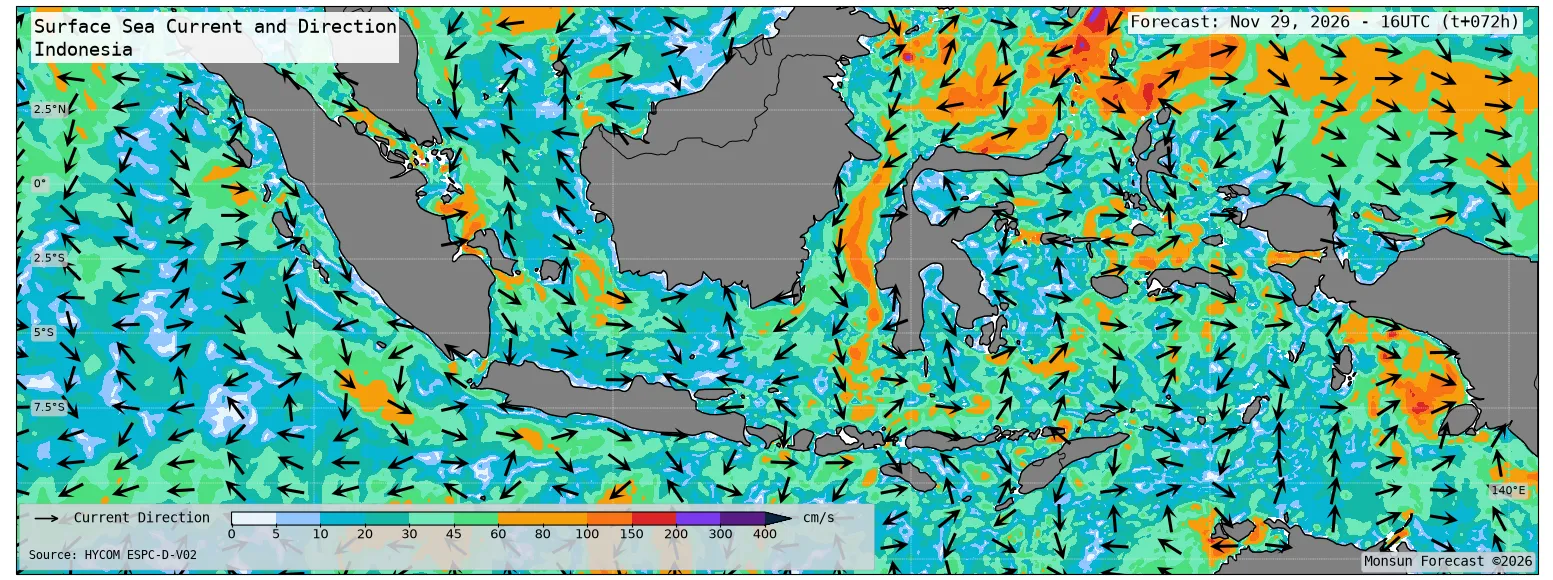 Surface Sea Current and Direction
Indonesia
Forecast: Nov 29, 2026 - 16UTC (t+072h)
2.5°N
0°
2.5°S
5°S
7.5°S
140°E
Current Direction
0 5 10 20 30 45 60 80 100 150 200 300 400 cm/s
Source: HYCOM ESPC-D-V02
Monsun Forecast ©2026